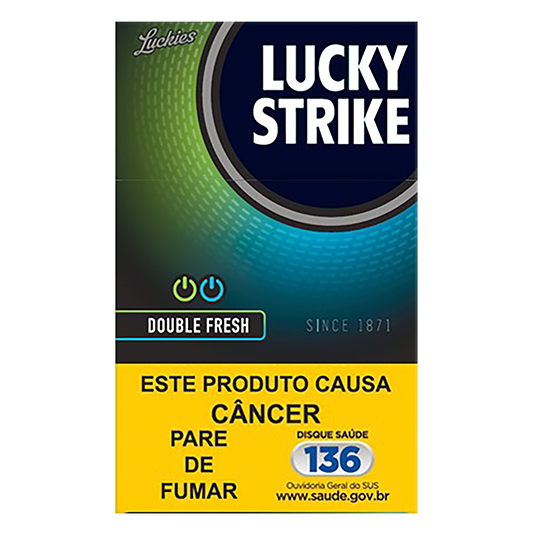 Luckies
LUCKY
STRIKE
DOUBLE FRESH
SINCE 1871
ESTE PRODUTO CAUSA
CÂNCER
PARE
DE
FUMAR
DISQUE SAÚDE
136
Ouvidoria Geral do SUS
www.saude.gov.br